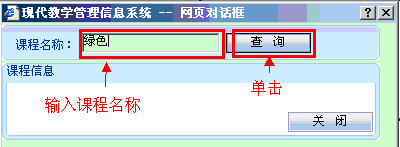 现代教学管理信息系统 -- 网页对话框
课程名称： 绿色 查 询
课程信息
输入课程名称 单击
关 闭